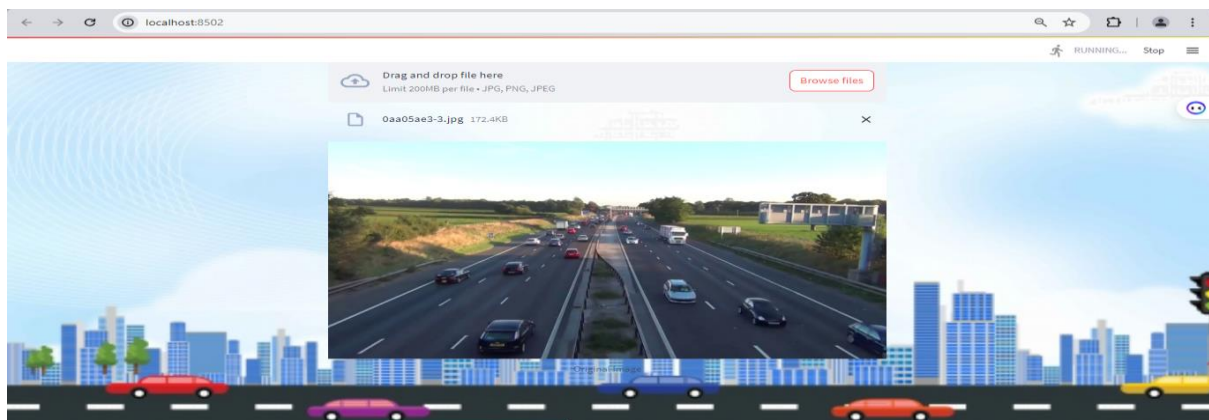 localhost:8502
RUNNING... Stop
Drag and drop file here
Limit 200MB per file • JPG, PNG, JPEG
Browse files
0aa05ae3-3.jpg 172.4KB
Original Image